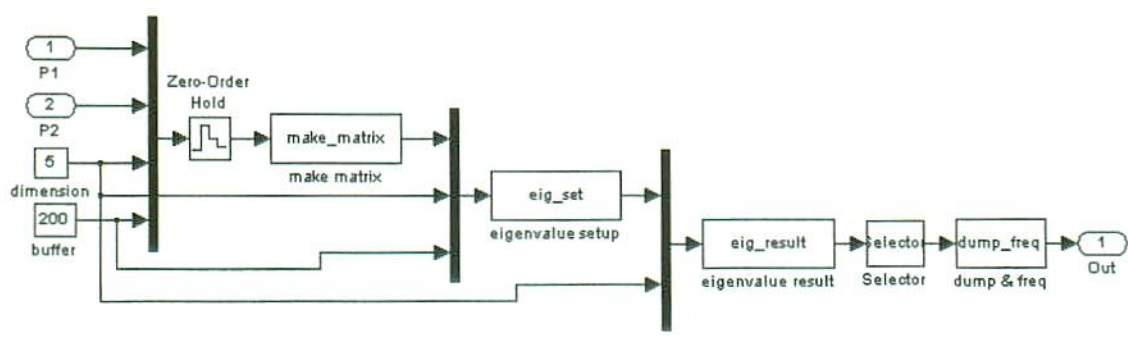 1
P1
2
P2
5
dimension
200
buffer
Zero-Order
Hold
make_matrix
make matrix
eig_set
eigenvalue setup
eig_result
eigenvalue result
Selector
Selector
dump_freq
dump & freq
1
Out